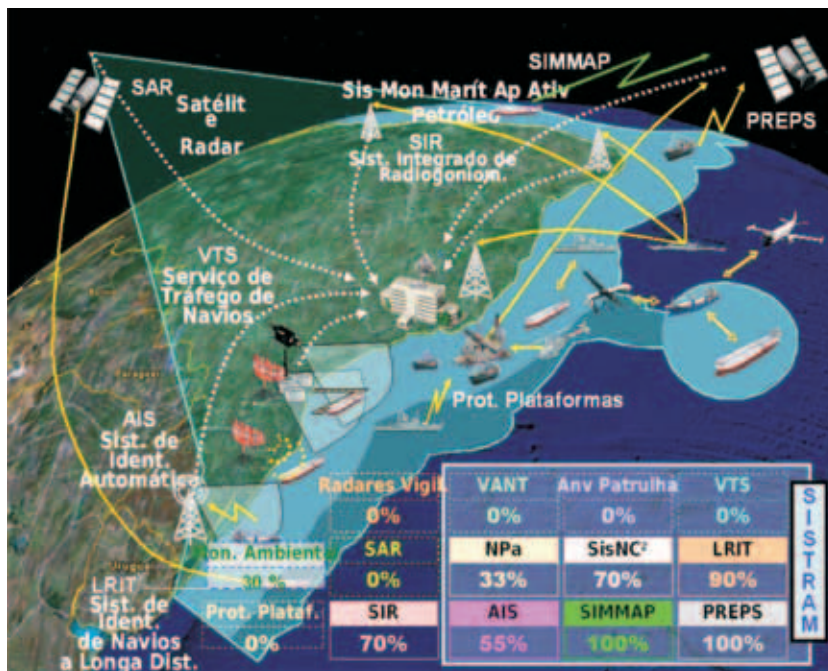 SIMMAP
SAR
Satélit
e
Radar
Sis Mon Marít Ap Ativ
Petróleo
PREPS
SIR
Sist. Integrado de
Radiogoniom.
VTS
Serviço de
Tráfego de
Navios
Paraguai
AIS
Sist. de
Ident.
Automática
Prot. Plataformas
Radares Vigil.
VANT
Anv Patrulha
VTS
0%
0%
0%
0%
Mon. Ambiente
SAR
NPa
SisNC²
LRIT
30 %
0%
33%
70%
90%
Prot. Plataf.
SIR
AIS
SIMMAP
PREPS
0%
70%
55%
100%
100%
SISTRAM
Uruguai
LRIT
Sist. de
Ident.
de Navios
a Longa Dist.